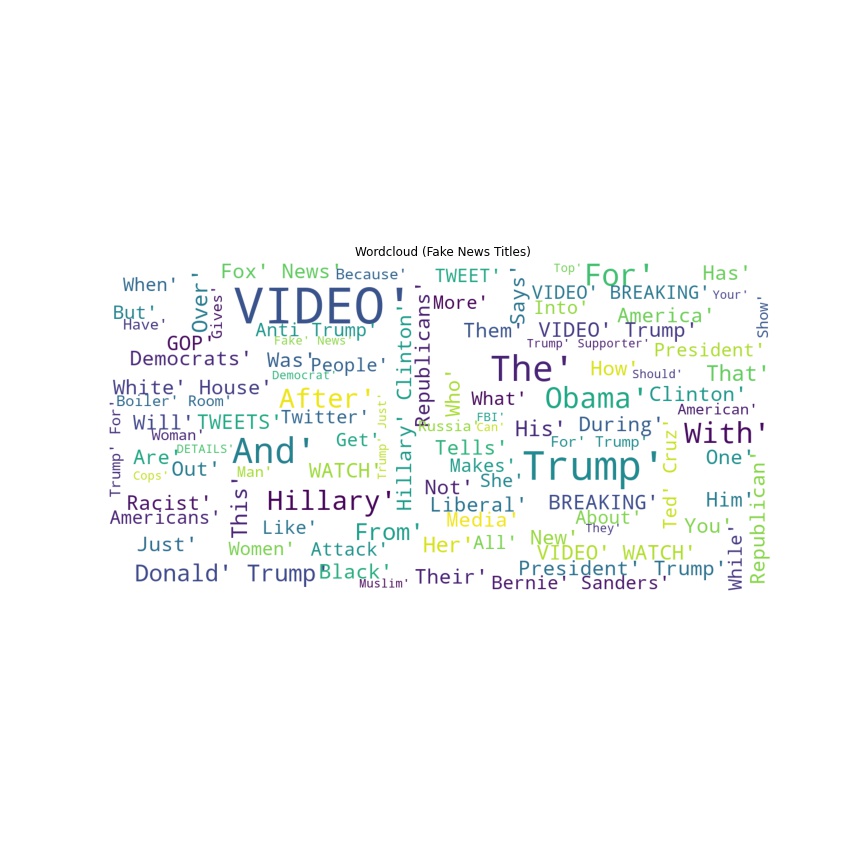 Wordcloud (Fake News Titles)
Fox' News'
Because'
TWEET'
Top'
For'
Has'
When'
Over'
Gives'
VIDEO'
More'
Says'
VIDEO' BREAKING'
Your'
But'
Have'
Anti' Trump'
Republicans'
Into'
America'
Show'
GOP'
Fake' News'
Them'
VIDEO' Trump'
Democrats'
Was'
People'
Trump' Supporter'
President'
Democrat'
The'
How'
Should'
That'
White' House'
After'
Hillary' Clinton'
Who'
What'
Obama'
Clinton'
Boiler' Room'
Trump' For'
Will'
TWEETS'
Twitter'
Trump' Just'
FBI'
American'
Woman'
Russia'
Can'
His'
During'
With'
DETAILS'
And'
Get'
Tells'
For' Trump'
Ted' Cruz'
Are'
Out'
Makes'
Trump'
One'
Cops'
Man'
WATCH'
She'
Republican'
Racist'
This'
Hillary'
Not'
Liberal'
BREAKING'
Him'
Americans'
Like'
From'
Media'
About'
They'
You'
Just'
Women'
Attack'
Her'
All'
New'
VIDEO' WATCH'
While'
Donald' Trump'
Black'
Muslim'
Their'
Bernie' Sanders'
President' Trump'